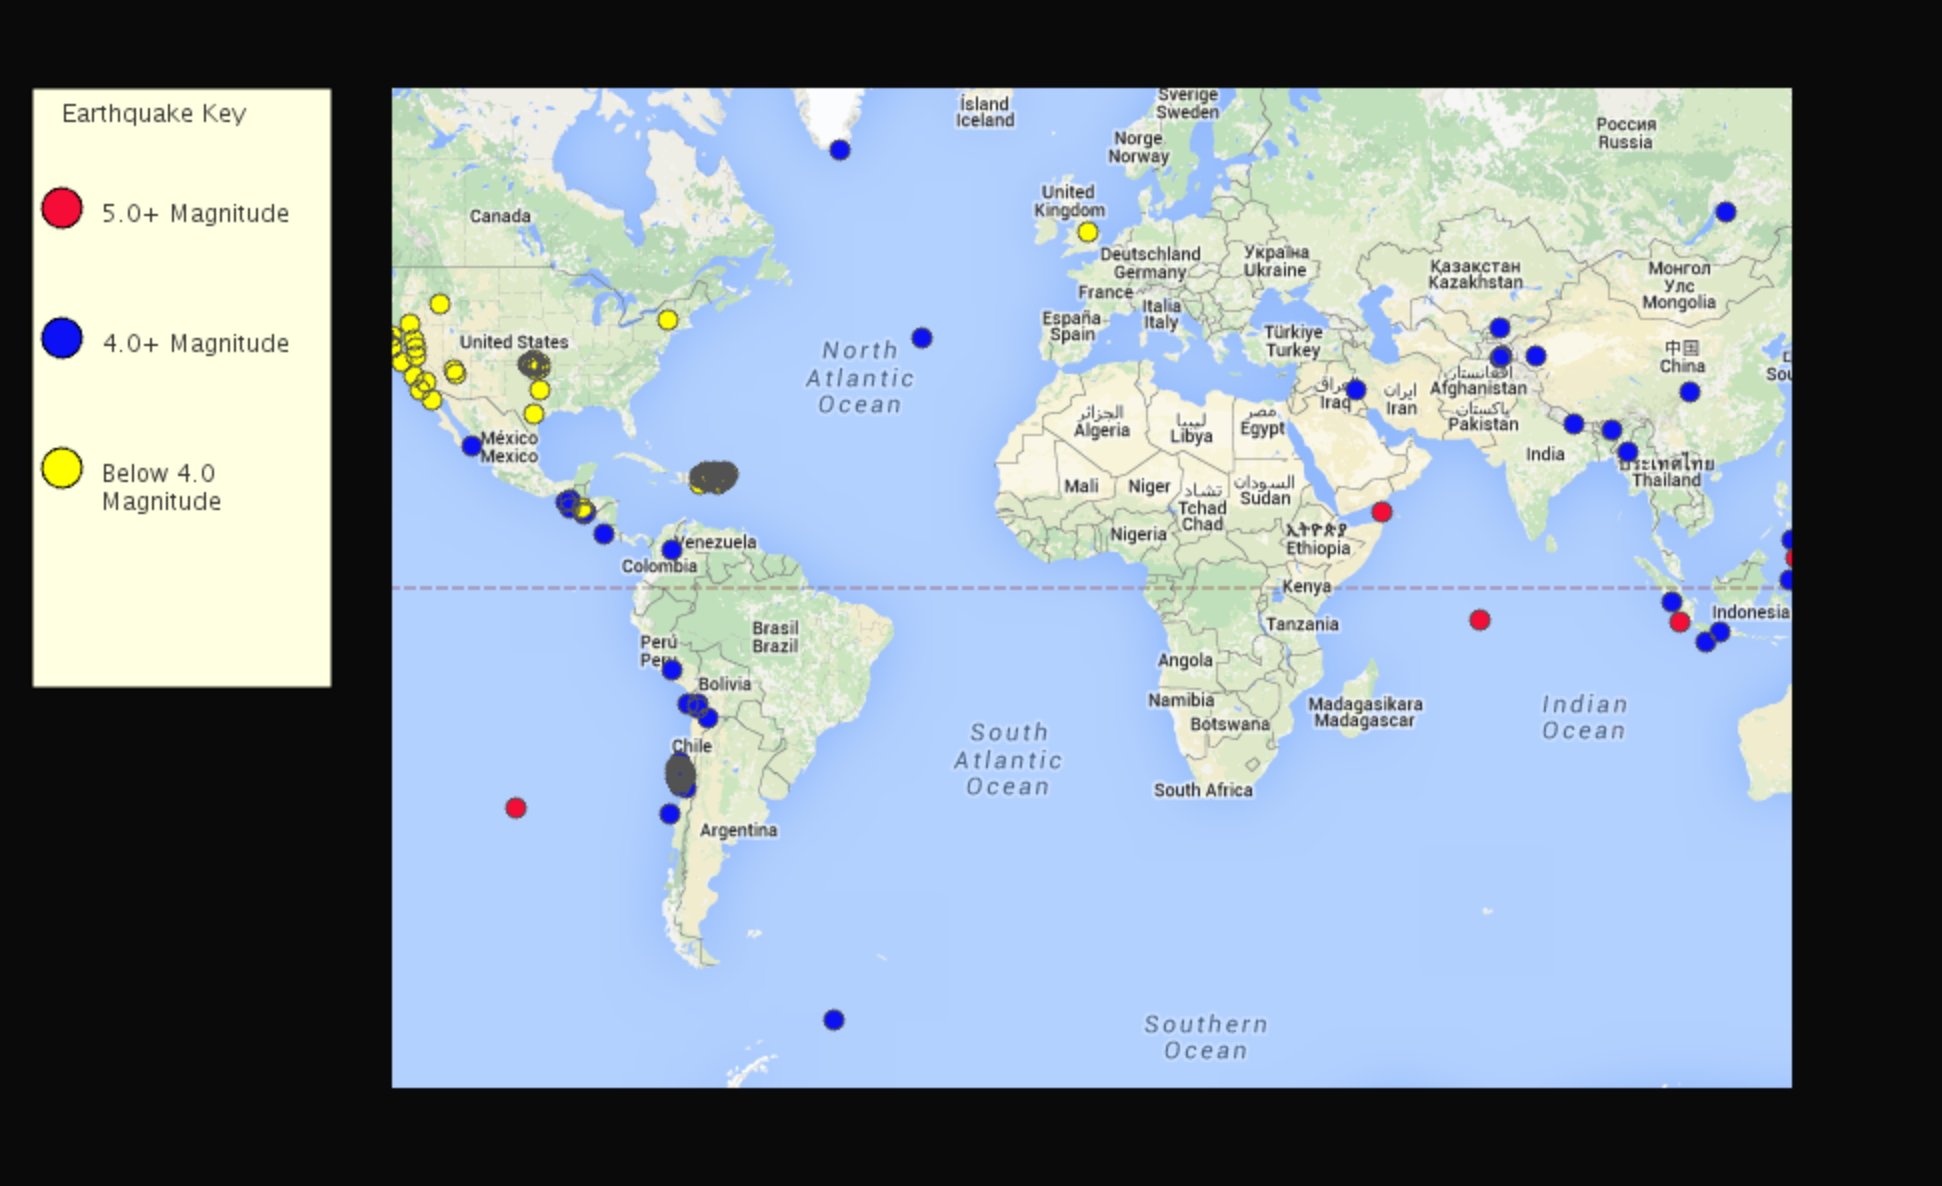 Earthquake Key
5.0+ Magnitude
4.0+ Magnitude
Below 4.0
Magnitude
Ísland
Iceland
Sverige
Sweden
Norge
Norway
Россия
Russia
United
Kingdom
Canada
Deutschland
Germany
Україна
Ukraine
Казакстан
Kazakhstan
Монгол
Улс
Mongolia
France
Italia
Italy
España
Spain
Türkiye
Turkey
United States
North
Atlantic
Ocean
中国
China
افغانستان
Afghanistan
Iraq
ایران
Iran
پاکستان
Pakistan
الجزائر
Algeria
ليبيا
Libya
مصر
Egypt
México
Mexico
India
ประเทศไทย
Thailand
Mali
Niger
تشاد
Tchad
Chad
السودان
Sudan
Nigeria
ኢትዮጵያ
Ethiopia
Venezuela
Colombia
Kenya
Indonesia
Tanzania
Brasil
Brazil
Perú
Peru
Angola
Bolivia
Namibia
Botswana
Madagasikara
Madagascar
Indian
Ocean
Chile
South
Atlantic
Ocean
South Africa
Argentina
Southern
Ocean